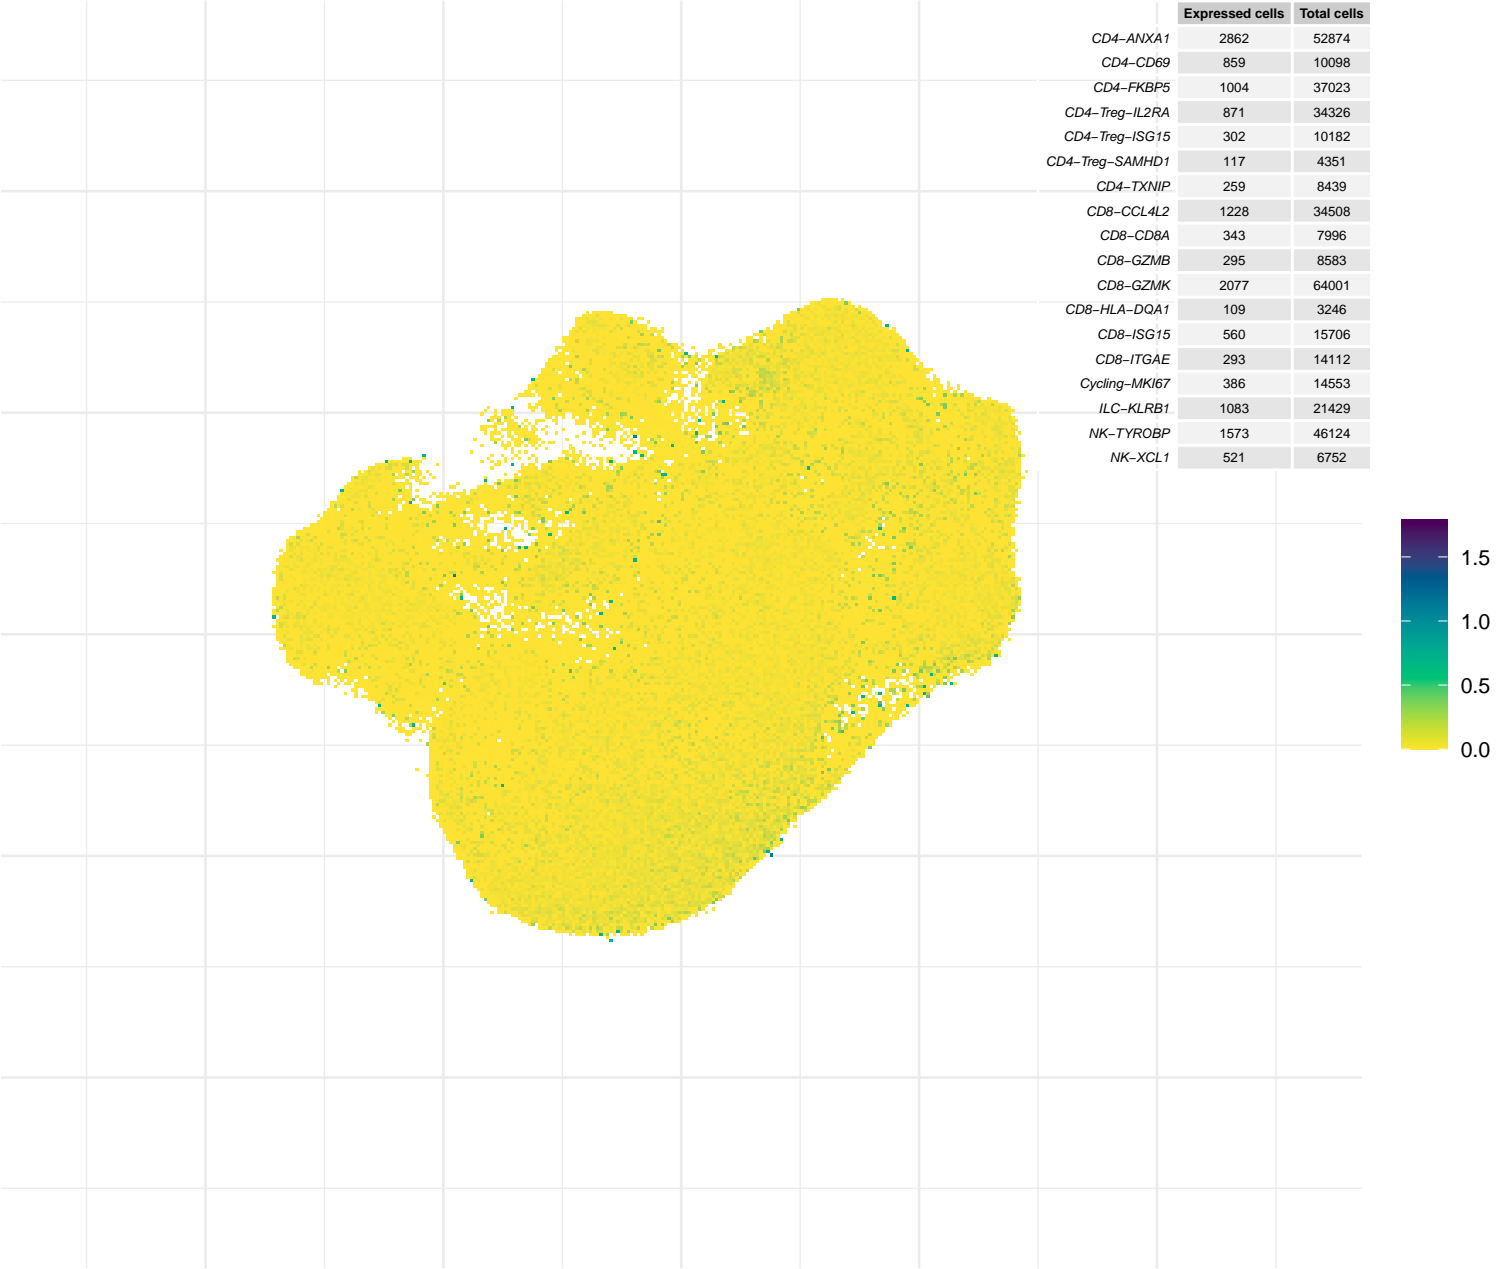 Expressed cells Total cells
CD4−ANXA1 2862 52874
CD4−CD69 859 10098
CD4−FKBP5 1004 37023
CD4−Treg−IL2RA 871 34326
CD4−Treg−ISG15 302 10182
CD4−Treg−SAMHD1 117 4351
CD4−TXNIP 259 8439
CD8−CCL4L2 1228 34508
CD8−CD8A 343 7996
CD8−GZMB 295 8583
CD8−GZMK 2077 64001
CD8−HLA−DQA1 109 3246
CD8−ISG15 560 15706
CD8−ITGAE 293 14112
Cycling−MKI67 386 14553
ILC−KLRB1 1083 21429
NK−TYROBP 1573 46124
NK−XCL1 521 6752
1.5
1.0
0.5
0.0